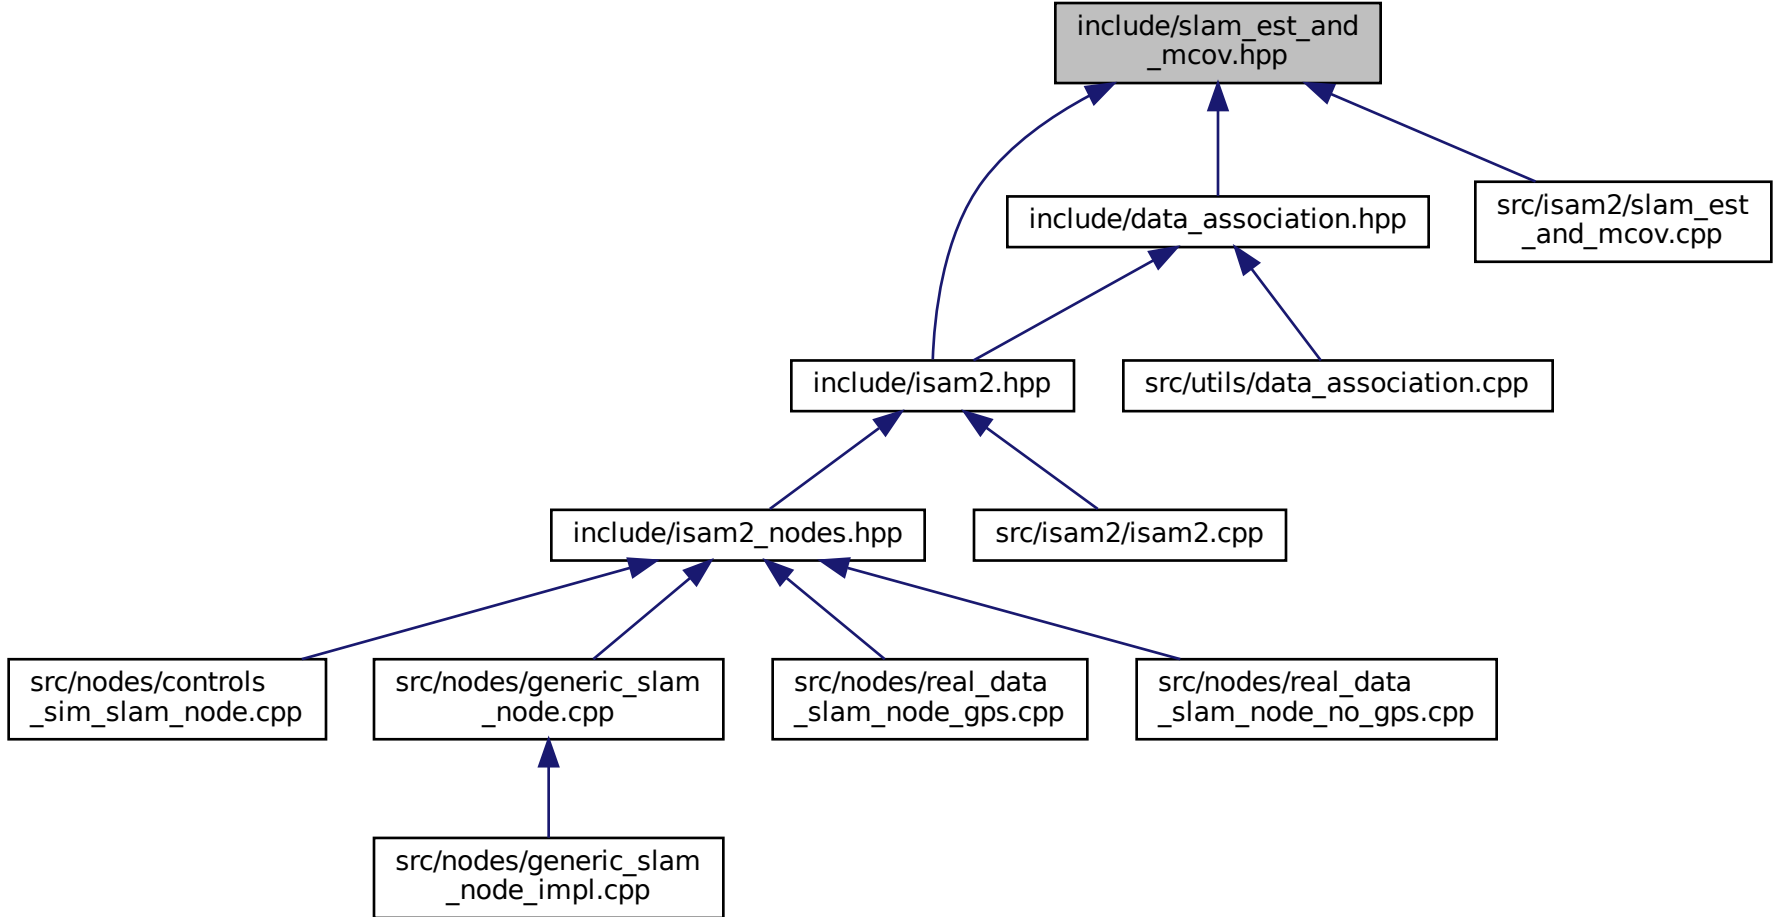 include/slam_est_and
_mcov.hpp
include/data_association.hpp
src/isam2/slam_est
_and_mcov.cpp
include/isam2.hpp
src/utils/data_association.cpp
include/isam2_nodes.hpp
src/isam2/isam2.cpp
src/nodes/controls
_sim_slam_node.cpp
src/nodes/generic_slam
_node.cpp
src/nodes/real_data
_slam_node_gps.cpp
src/nodes/real_data
_slam_node_no_gps.cpp
src/nodes/generic_slam
_node_impl.cpp